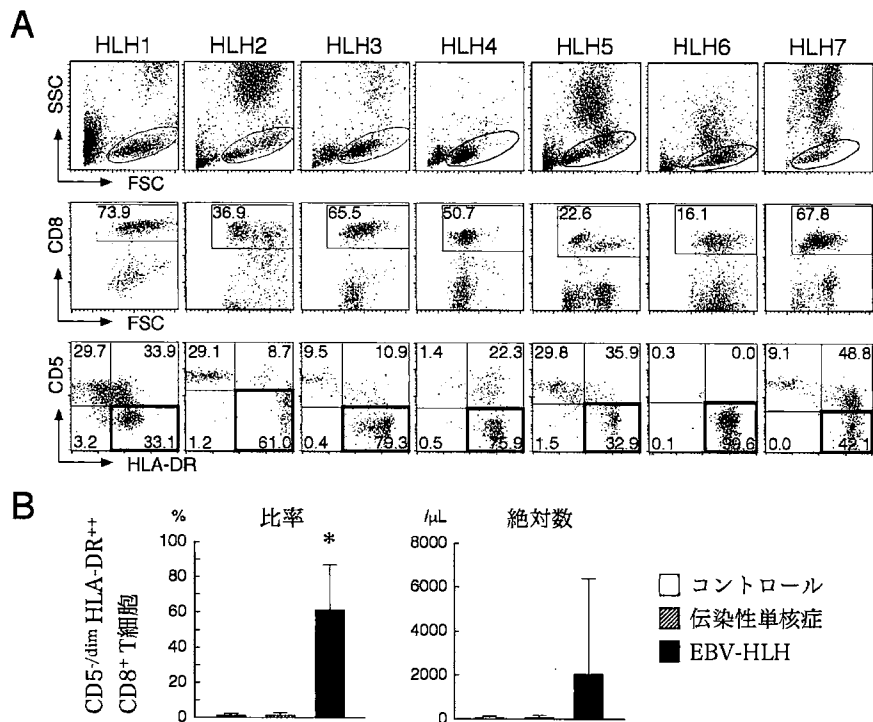 A
HLH1 HLH2 HLH3 HLH4 HLH5 HLH6 HLH7
SSC
FSC
73.9 36.9 65.5 50.7 22.6 16.1 67.8
CD8
FSC
29.7 33.9 29.1 8.7 9.5 10.9 1.4 22.3 29.8 35.9 0.3 0.0 9.1 48.8
CD5
3.2 33.1 1.2 61.0 0.4 79.3 0.5 75.9 1.5 32.9 0.1 99.6 0.0 42.1
HLA-DR
B
% 比率 /μL 絶対数
CD5-/dim HLA-DR++
CD8+ T細胞
100
80
60
40
20
0
*
8000
6000
4000
2000
0
コントロール
伝染性単核症
EBV-HLH